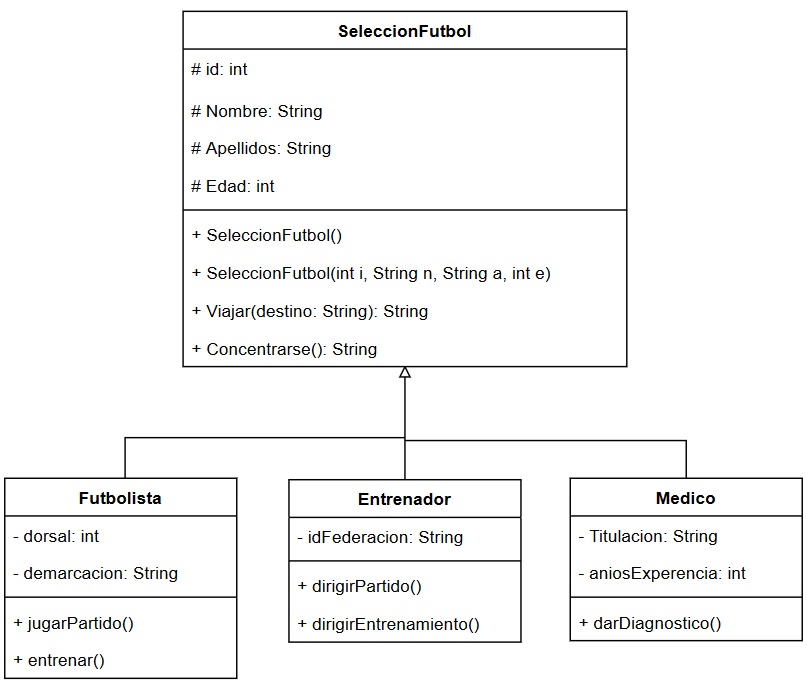 SeleccionFutbol
# id: int
# Nombre: String
# Apellidos: String
# Edad: int
+ SeleccionFutbol()
+ SeleccionFutbol(int i, String n, String a, int e)
+ Viajar(destino: String): String
+ Concentrarse(): String
Futbolista
- dorsal: int
- demarcacion: String
+ jugarPartido()
+ entrenar()
Entrenador
- idFederacion: String
+ dirigirPartido()
+ dirigirEntrenamiento()
Medico
- Titulacion: String
- aniosExperencia: int
+ darDiagnostico()